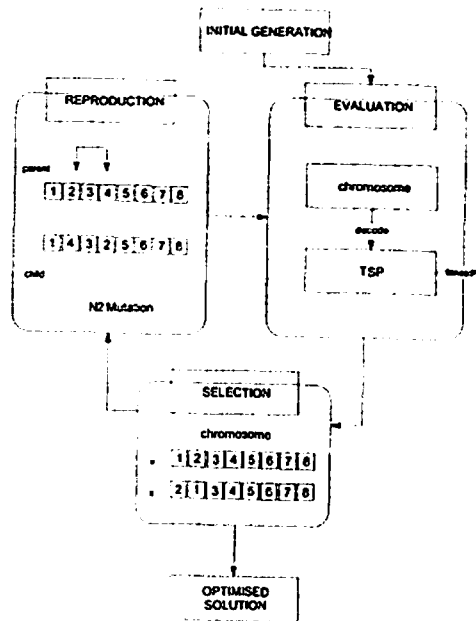 INITIAL GENERATION
REPRODUCTION
parent
1 2 3 4 5 6 7 8
1 4 3 2 5 6 7 8
child
N2 Mutation
EVALUATION
chromosome
decode
TSP
SELECTION
chromosome
1 2 3 4 5 6 7 8
2 1 3 4 5 6 7 8
OPTIMISED
SOLUTION